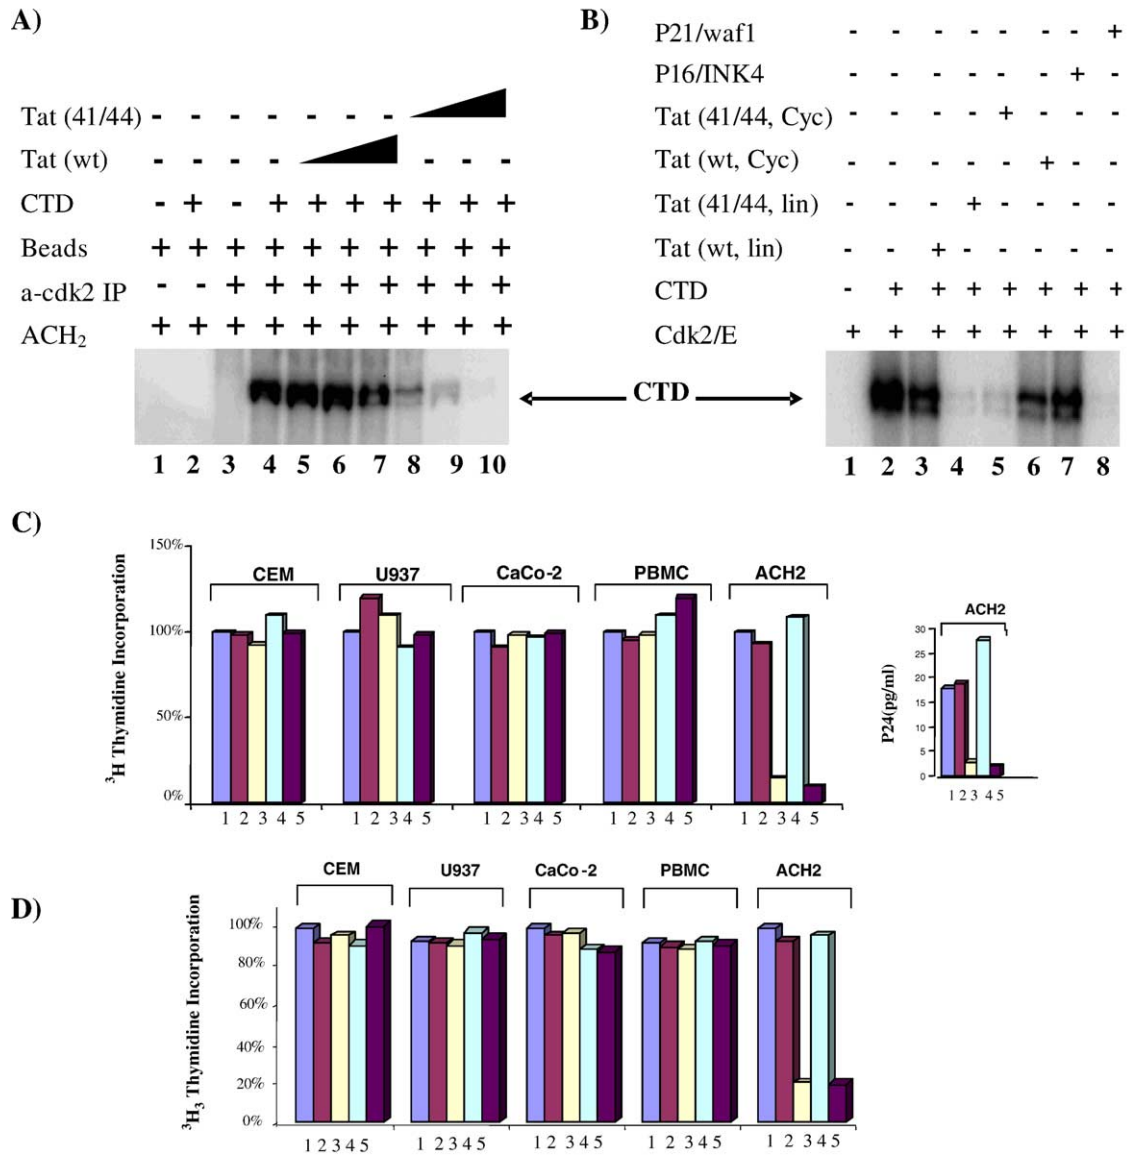 A)
Tat (41/44) - - - - - - -
Tat (wt) - - - - - - -
CTD - + - + + + + + + +
Beads + + + + + + + + + +
a-cdk2 IP - - + + + + + + + +
ACH2 + + + + + + + + + +
1 2 3 4 5 6 7 8 9 10
CTD
B)
P21/waf1 - - - - - - - +
P16/INK4 - - - - - - + -
Tat (41/44, Cyc) - - - - + - - -
Tat (wt, Cyc) - - - - - + - -
Tat (41/44, lin) - - - + - - - -
Tat (wt, lin) - - + - - - - -
CTD - + + + + + + +
Cdk2/E + + + + + + + +
1 2 3 4 5 6 7 8
C)
3H Thymidine Incorporation
150%
100%
50%
0%
CEM U937 CaCo-2 PBMC ACH2
1 2 3 4 5 1 2 3 4 5 1 2 3 4 5 1 2 3 4 5 1 2 3 4 5
ACH2
P24(pg/ml)
30
25
20
15
10
5
0
1 2 3 4 5
D)
3H3 Thymidine Incorporation
100%
80%
60%
40%
20%
0%
CEM U937 CaCo-2 PBMC ACH2
1 2 3 4 5 1 2 3 4 5 1 2 3 4 5 1 2 3 4 5 1 2 3 4 5